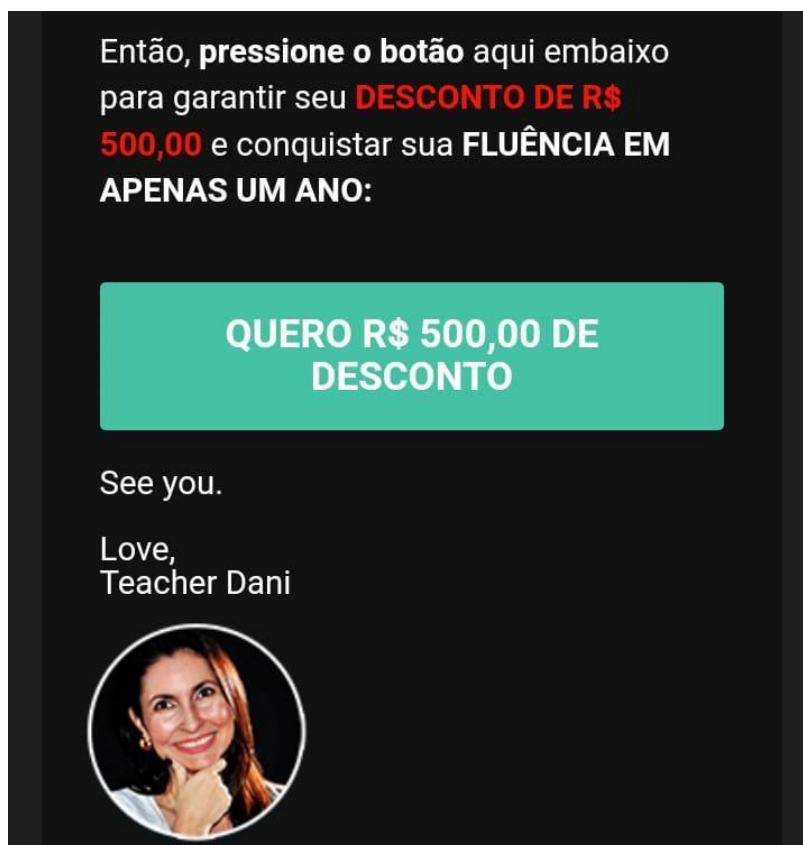 Então, pressione o botão aqui embaixo
para garantir seu DESCONTO DE R$
500,00 e conquistar sua FLUÊNCIA EM
APENAS UM ANO:
QUERO R$ 500,00 DE
DESCONTO
See you.
Love,
Teacher Dani